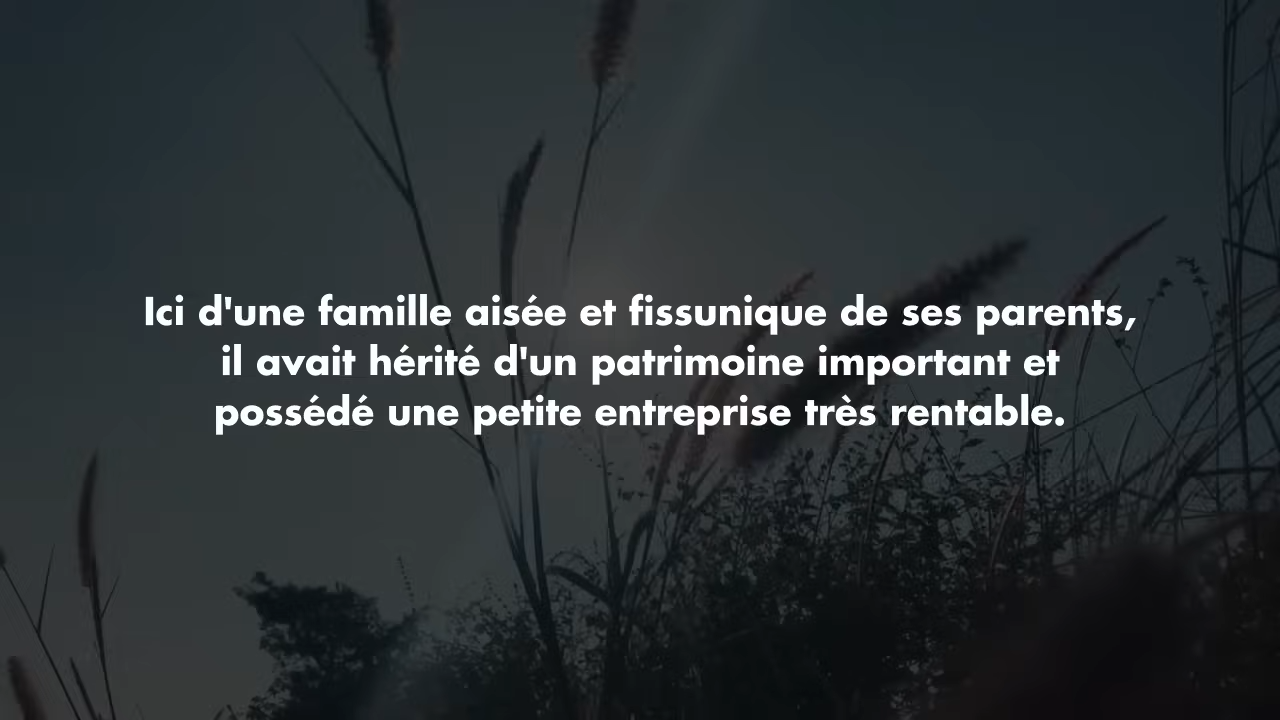 Ici d'une famille aisée et fissunique de ses parents,
il avait hérité d'un patrimoine important et
possédé une petite entreprise très rentable.